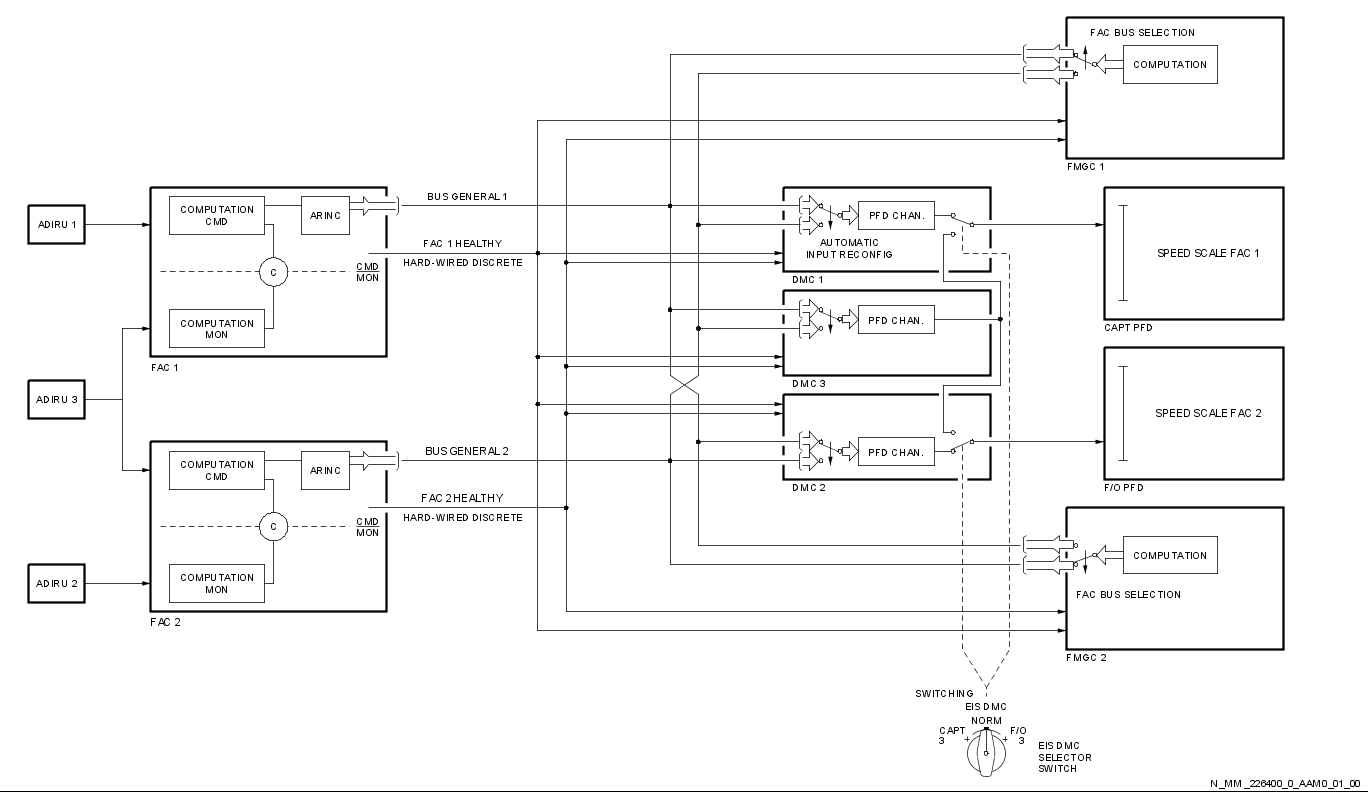 FAC BUS SELECTION
COMPUTATION
FMGC 1
ADIRU 1
COMPUTATION
CMD
ARINC
C
CMD
MON
COMPUTATION
MON
FAC 1
BUS GENERAL 1
FAC 1 HEALTHY
HARD-WIRED DISCRETE
PFD CHAN.
AUTOMATIC
INPUT RECONFIG
DMC 1
SPEED SCALE FAC 1
CAPT PFD
PFD CHAN.
DMC 3
ADIRU 3
PFD CHAN.
DMC 2
SPEED SCALE FAC 2
F/O PFD
COMPUTATION
CMD
ARINC
C
CMD
MON
COMPUTATION
MON
FAC 2
BUS GENERAL 2
FAC 2 HEALTHY
HARD-WIRED DISCRETE
ADIRU 2
COMPUTATION
FAC BUS SELECTION
FMGC 2
SWITCHING
EIS DMC
NORM
CAPT
3
F/O
3
EIS DMC
SELECTOR
SWITCH
N_MM_226400_0_AAM0_01_00